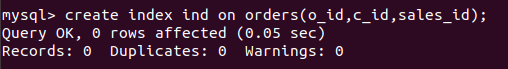 mysql> create index ind on orders(o_id,c_id,sales_id);
Query OK, 0 rows affected (0.05 sec)
Records: 0  Duplicates: 0  Warnings: 0